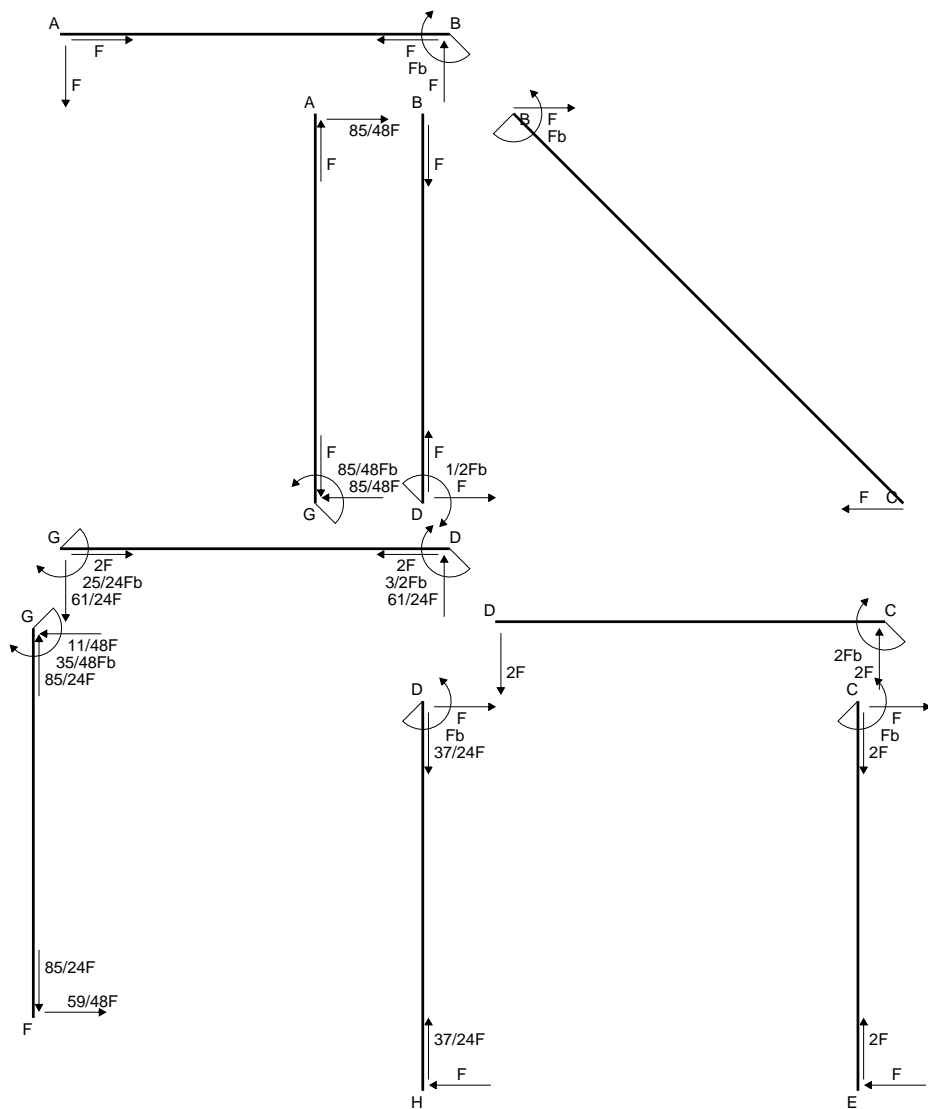 A B
F F
Fb
F F
A B
85/48F F
B Fb
F F
F 85/48Fb F 1/2Fb
85/48F F
F C
G D
G D
2F 2F
25/24Fb 3/2Fb
61/24F 61/24F
G D C
11/48F
35/48Fb 2Fb
85/24F 2F 2F
D C
F F
Fb Fb
37/24F 2F
85/24F
59/48F
F
37/24F 2F
F F
H E